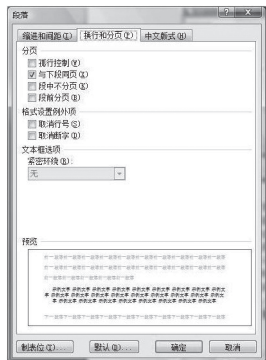 段落
缩进和间距(I) 换行和分页(P) 中文版式(H)
分页
孤行控制(W)
与下段同页(X)
段中不分页(K)
段前分页(B)
格式设置例外项
取消行号(S)
取消断字(D)
文本框选项
紧密环绕(R):
无
预览
制表位(T)... 默认(D)... 确定 取消